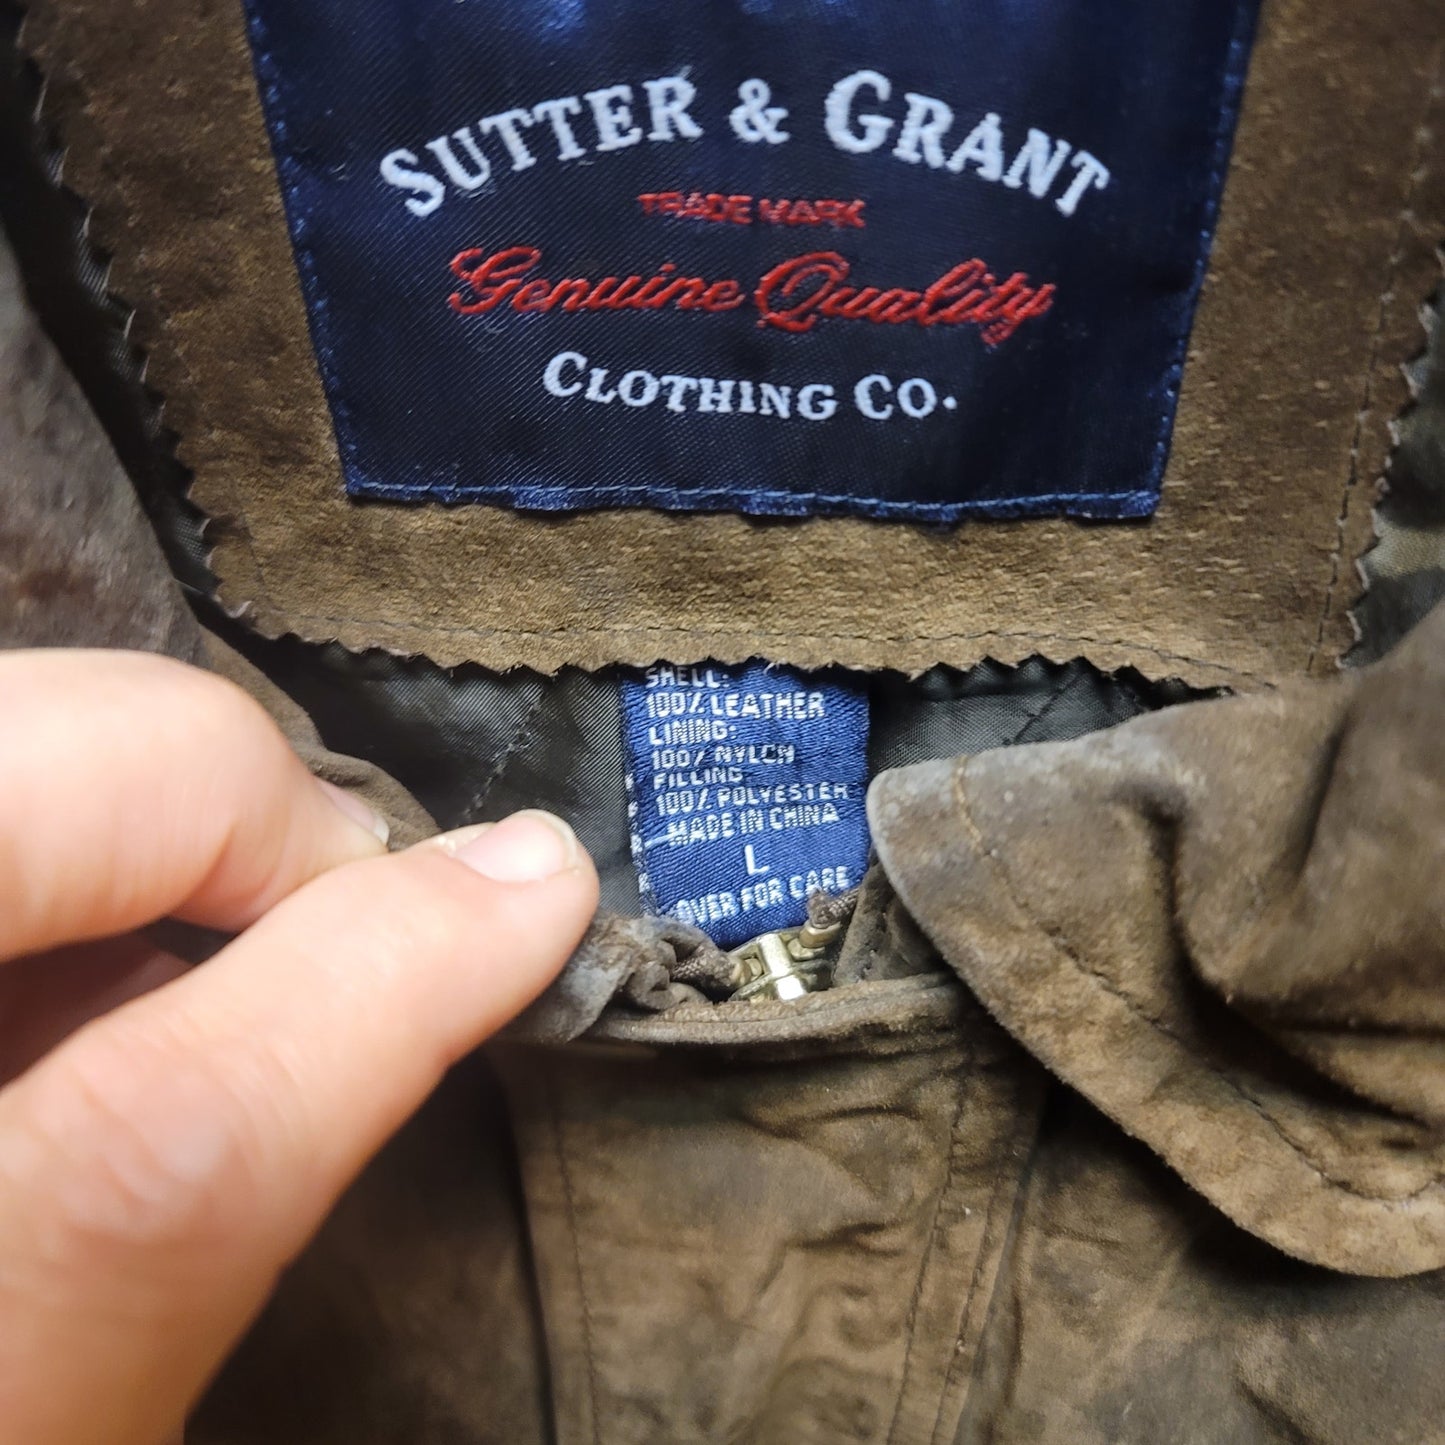 SUTTER & GRANT
TRADE MARK
Genuine Quality
CLOTHING CO.
SHELL:
100% LEATHER
LINING:
100% NYLON
FILLING
100% POLYESTER
MADE IN CHINA
L
OVER FOR CARE